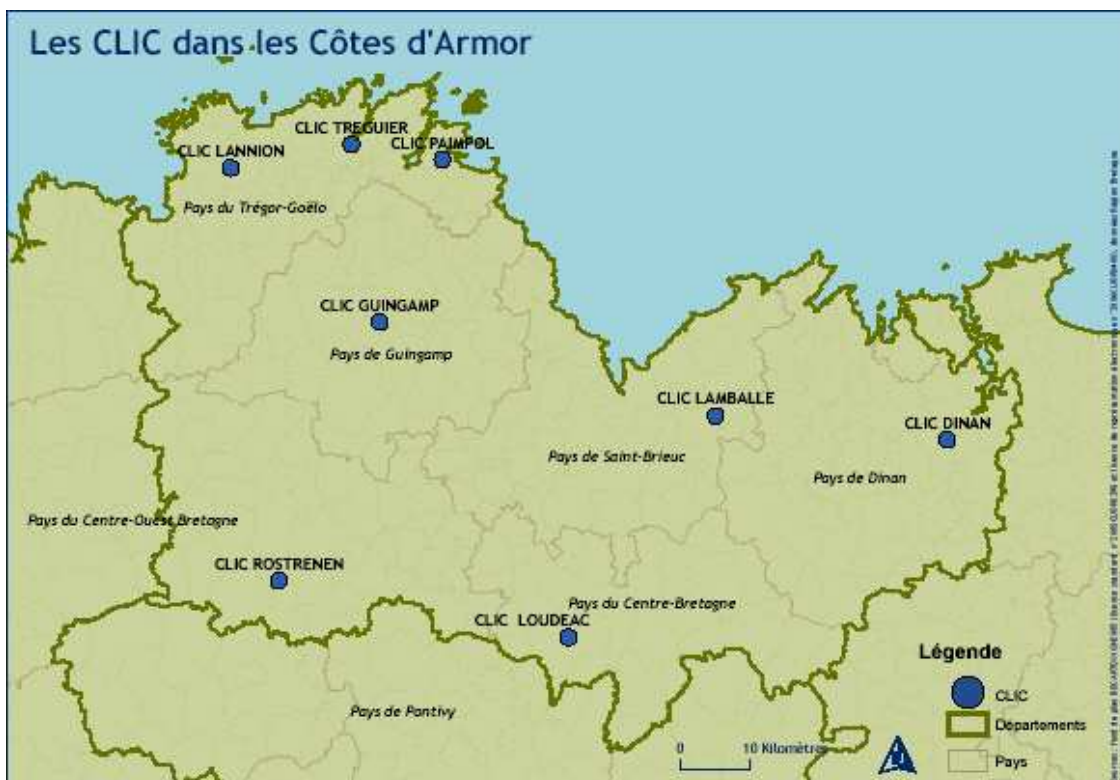 Les CLIC dans les Côtes d'Armor
CLIC TREGUIER
CLIC PAIMPOL
CLIC LANNION
Pays du Trégor-Goëlo
CLIC GUINGAMP
Pays de Guingamp
CLIC LAMBALLE
CLIC DINAN
Pays de Saint-Brieuc
Pays de Dinan
Pays du Centre-Ouest Bretagne
CLIC ROSTRENEN
Pays du Centre-Bretagne
CLIC LOUDEAC
Légende
CLIC
Pays de Pontivy
Départements
0 10 Kilomètres
Pays